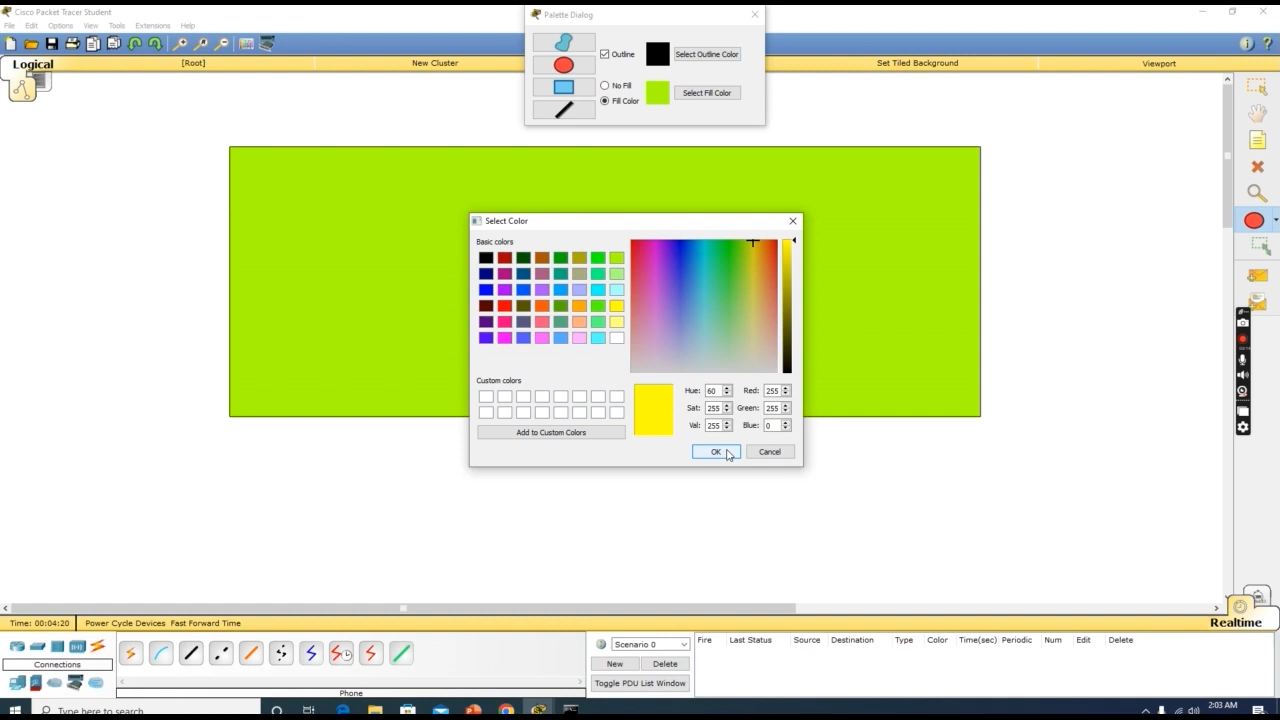 Cisco Packet Tracer Student
File Edit Options View Tools Extensions Help
Palette Dialog
Outline
Select Outline Color
No Fill
Fill Color
Select Fill Color
Logical
[Root]
New Cluster
Set Tiled Background
Viewport
Select Color
Basic colors
Custom colors
Hue: 60 Red: 255
Sat: 255 Green: 255
Val: 255 Blue: 0
Add to Custom Colors
OK Cancel
Time: 00:04:20 Power Cycle Devices Fast Forward Time
Realtime
Connections
Phone
Scenario 0
New Delete
Toggle PDU List Window
Fire Last Status Source Destination Type Color Time(sec) Periodic Num Edit Delete
Type here to search
2:03 AM